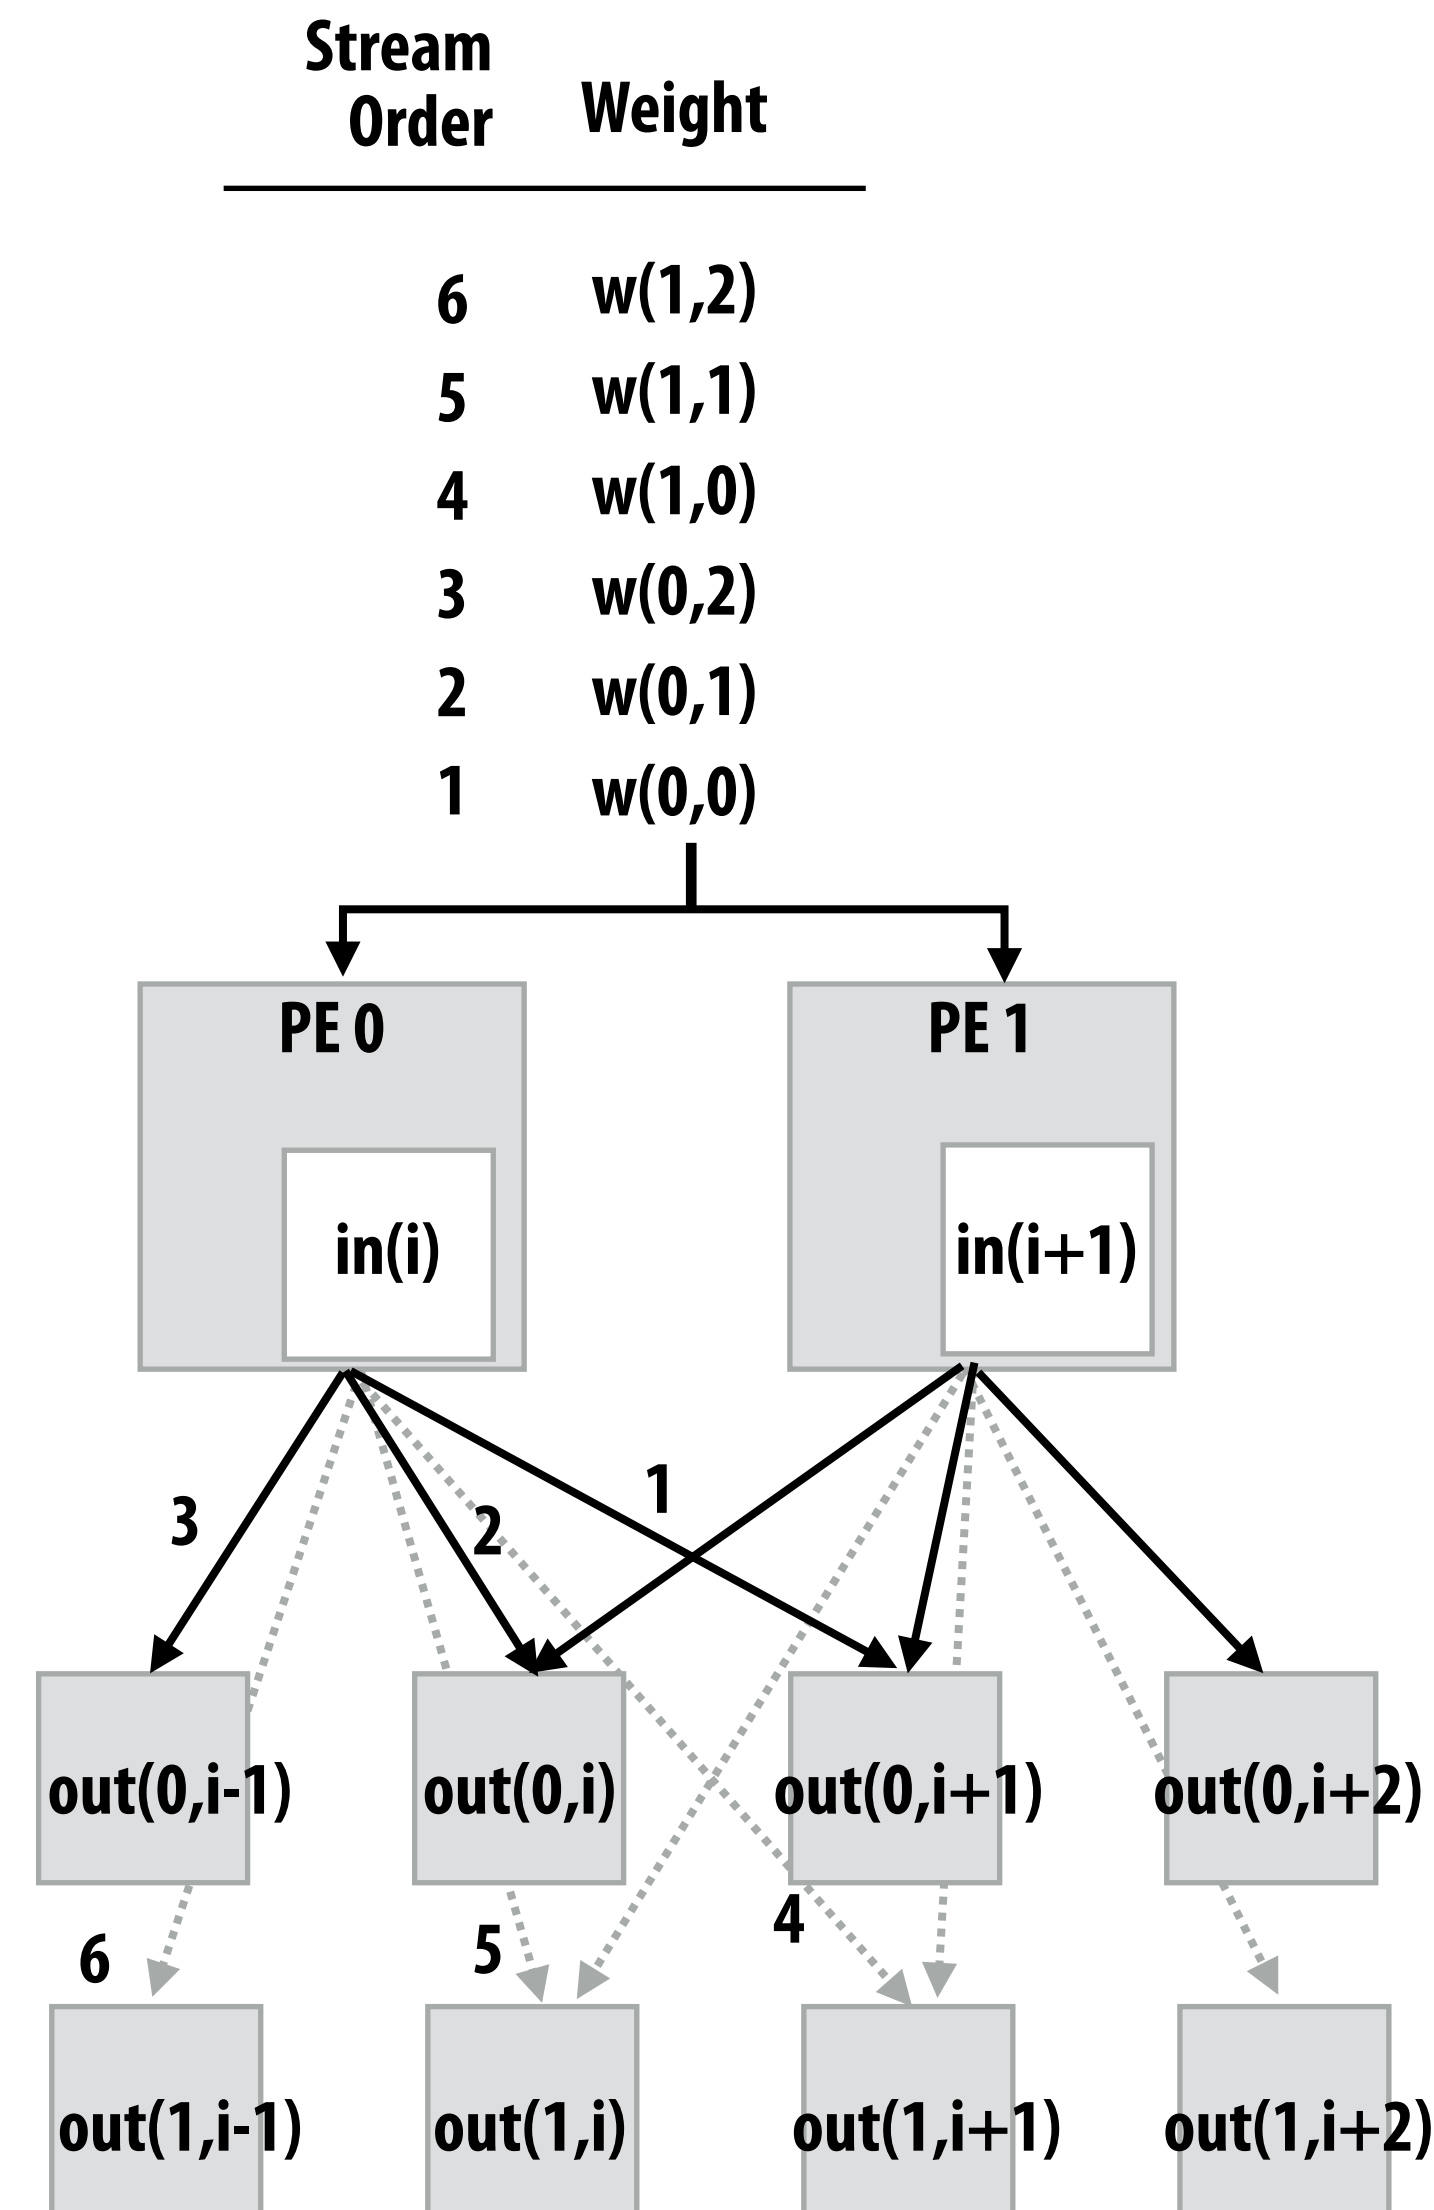 Stream
Order Weight
6 w(1,2)
5 w(1,1)
4 w(1,0)
3 w(0,2)
2 w(0,1)
1 w(0,0)
PE 0 PE 1
in(i) in(i+1)
1
3 2
out(0,i-1) out(0,i) out(0,i+1) out(0,i+2)
4
6 5
out(1,i-1) out(1,i) out(1,i+1) out(1,i+2)